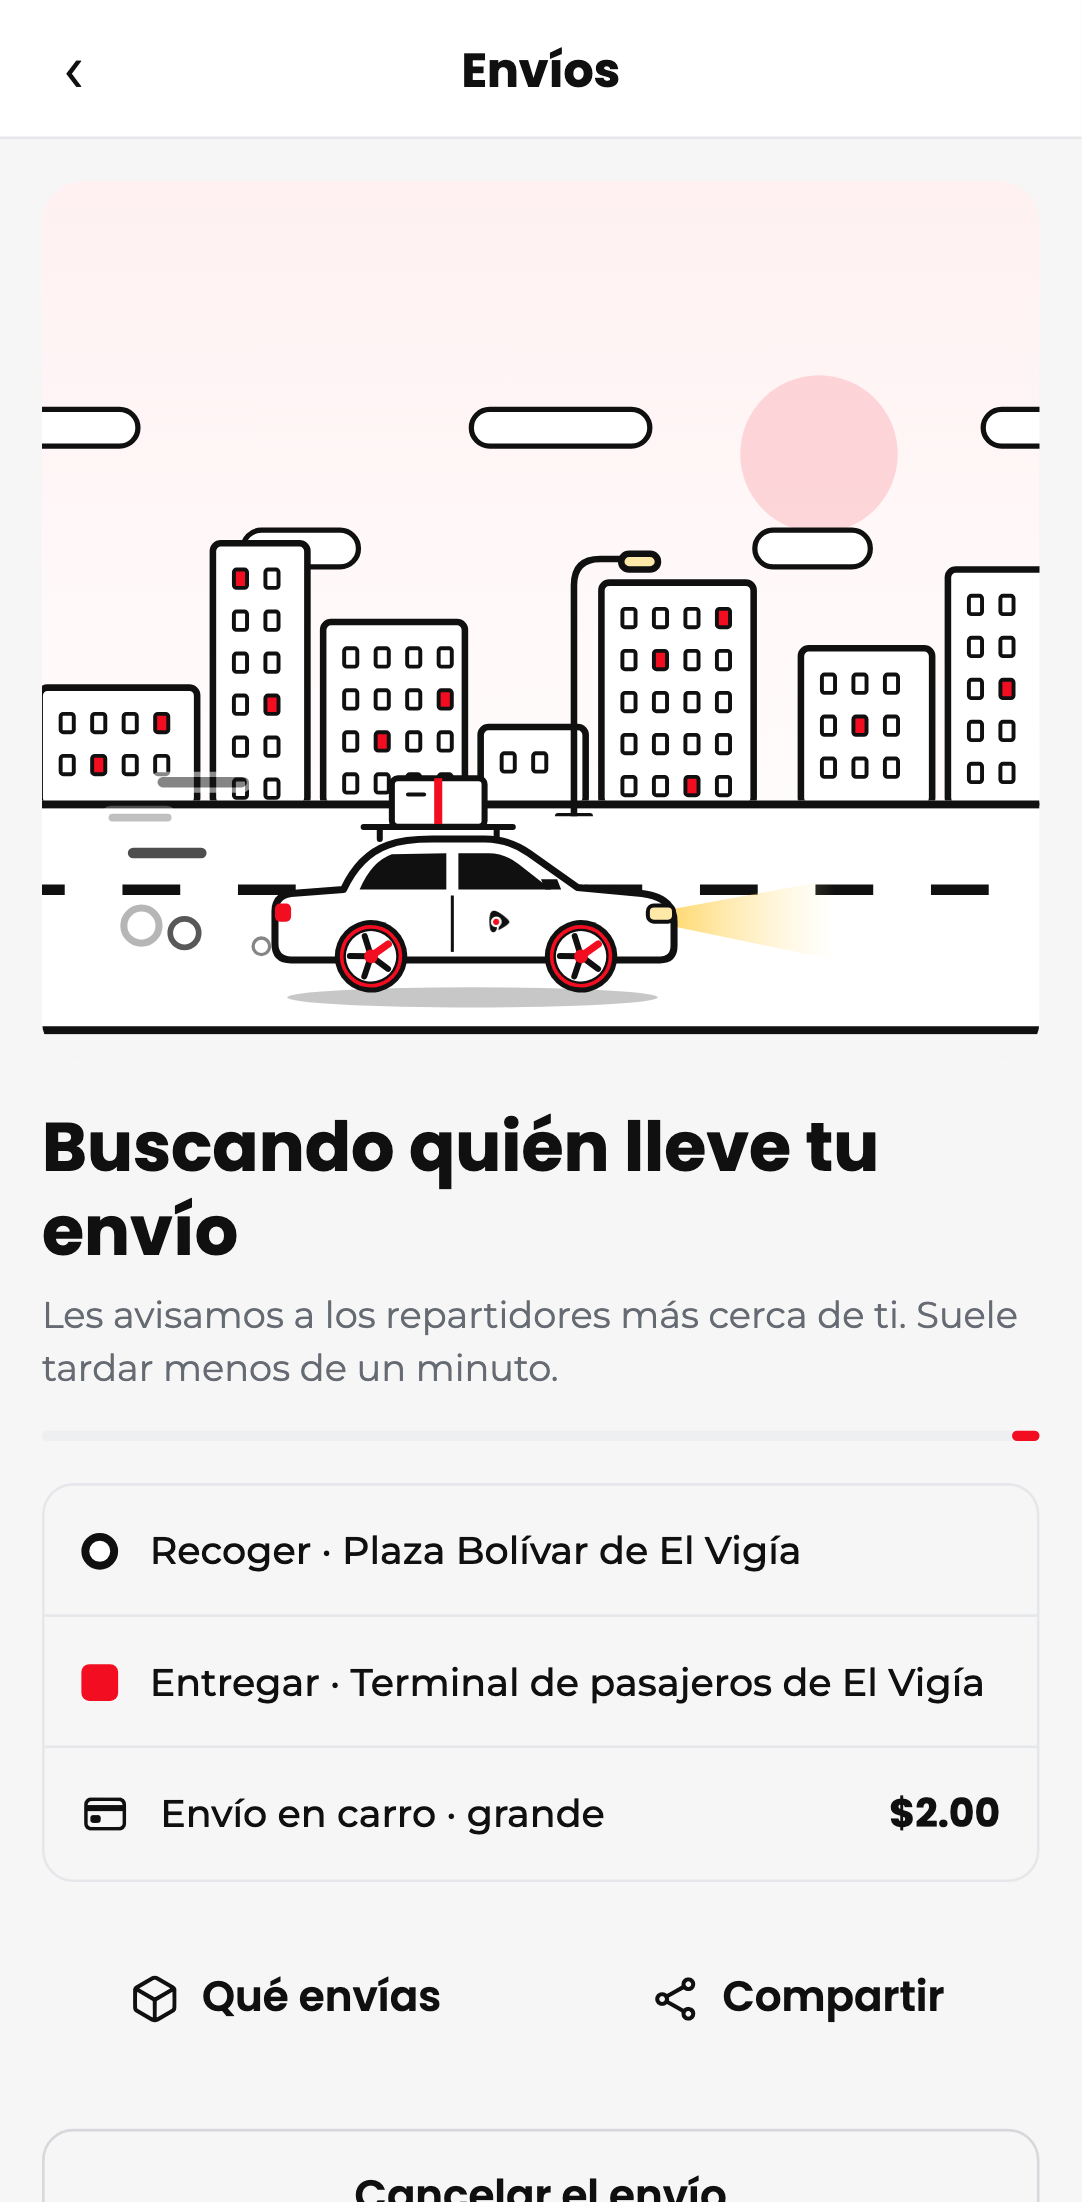 Envíos
Buscando quién lleve tu
envío
Les avisamos a los repartidores más cerca de ti. Suele
tardar menos de un minuto.
Recoger · Plaza Bolívar de El Vigía
Entregar · Terminal de pasajeros de El Vigía
Envío en carro · grande $2.00
Qué envías Compartir
Cancelar el envío